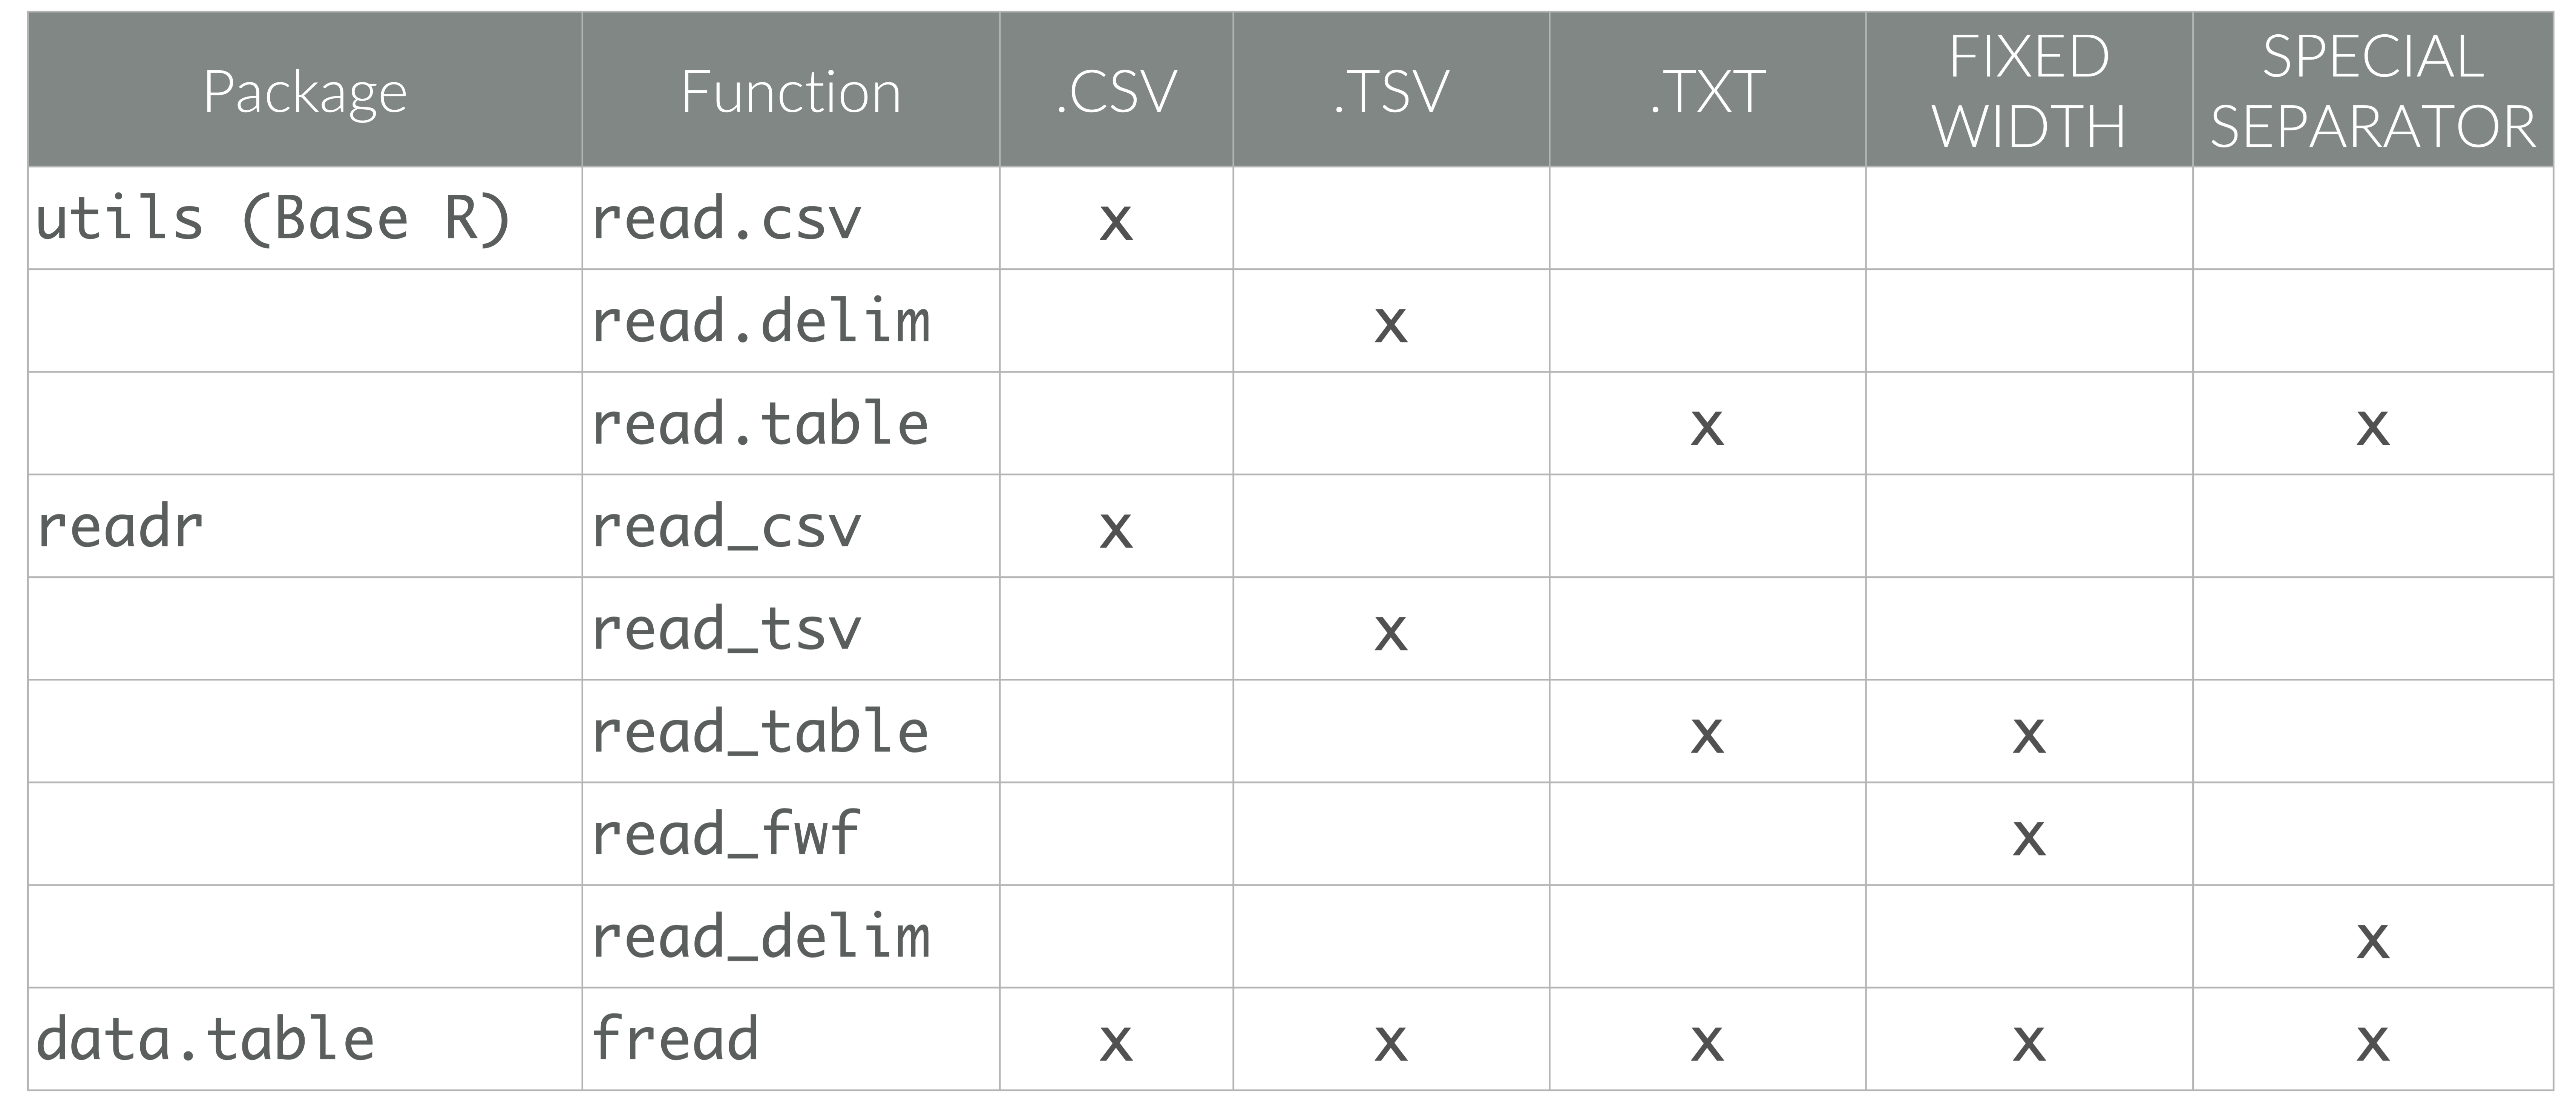 Package Function .CSV .TSV .TXT FIXED WIDTH SPECIAL SEPARATOR
utils (Base R) read.csv x
read.delim x
read.table x x
readr read_csv x
read_tsv x
read_table x x
read_fwf x
read_delim x
data.table fread x x x x x